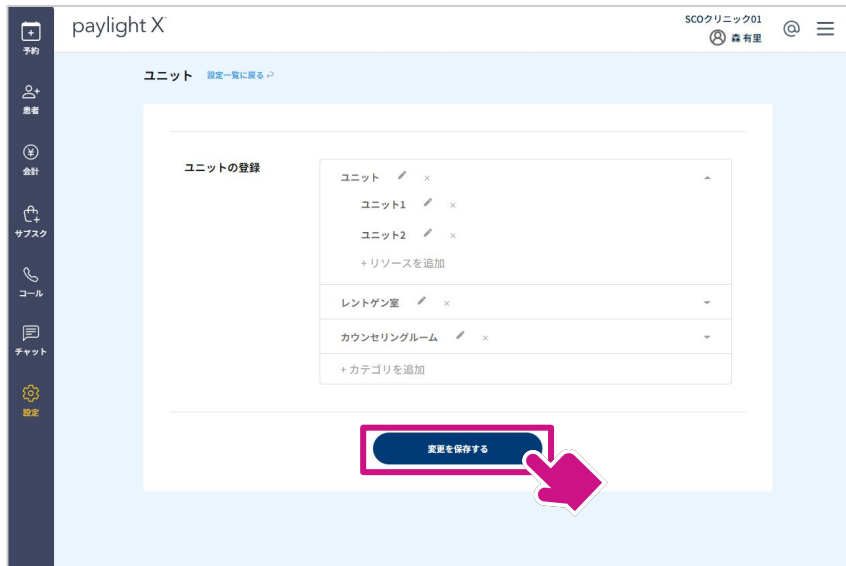 paylight X
SCOクリニック01
森 有里
予約
患者
会計
サブスク
コール
チャット
設定
ユニット 設定一覧に戻る
ユニットの登録
ユニット ×
ユニット1 ×
ユニット2 ×
+ リソースを追加
レントゲン室 ×
カウンセリングルーム ×
+ カテゴリを追加
変更を保存する